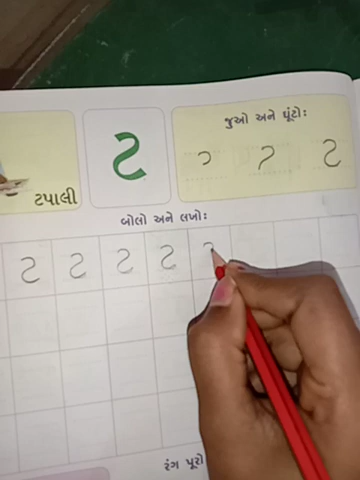 જુઓ અને ઘૂંટો:
ટ
ટ
ટપાલી
બોલો અને લખો:
ટ ટ ટ ટ
રંગ પૂરો